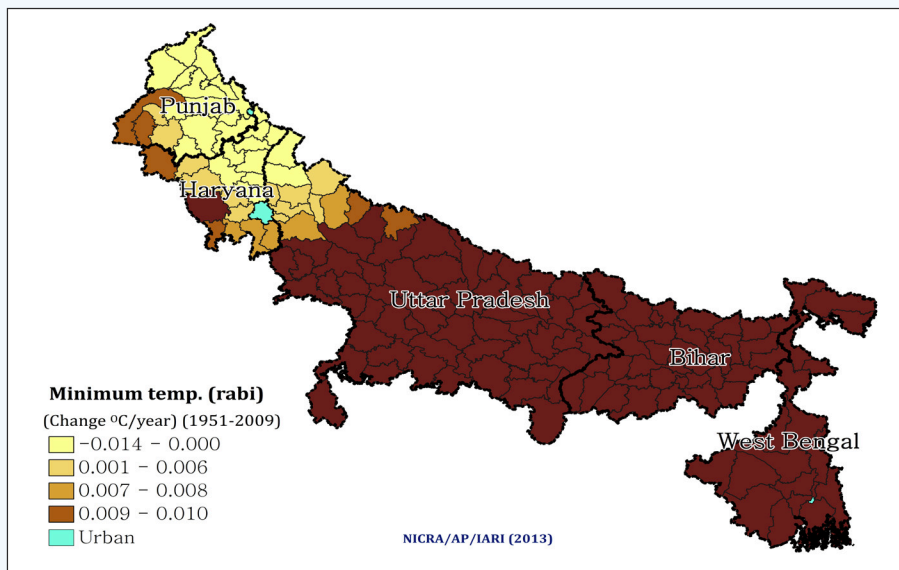 Punjab
Haryana
Uttar Pradesh
Bihar
West Bengal
Minimum temp. (rabi)
(Change ºC/year) (1951-2009)
-0.014 - 0.000
0.001 - 0.006
0.007 - 0.008
0.009 - 0.010
Urban
NICRA/AP/IARI (2013)